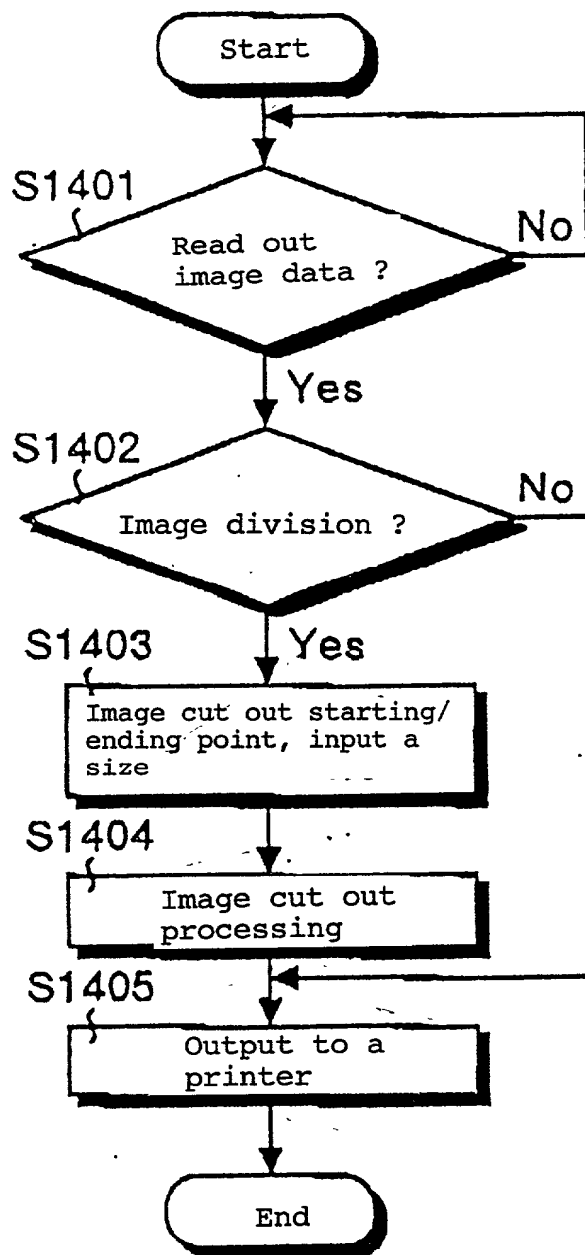 Start
S1401
Read out
image data ?
No
Yes
S1402
Image division ?
No
Yes
S1403
Image cut out starting/
ending point, input a
size
S1404
Image cut out
processing
S1405
Output to a
printer
End